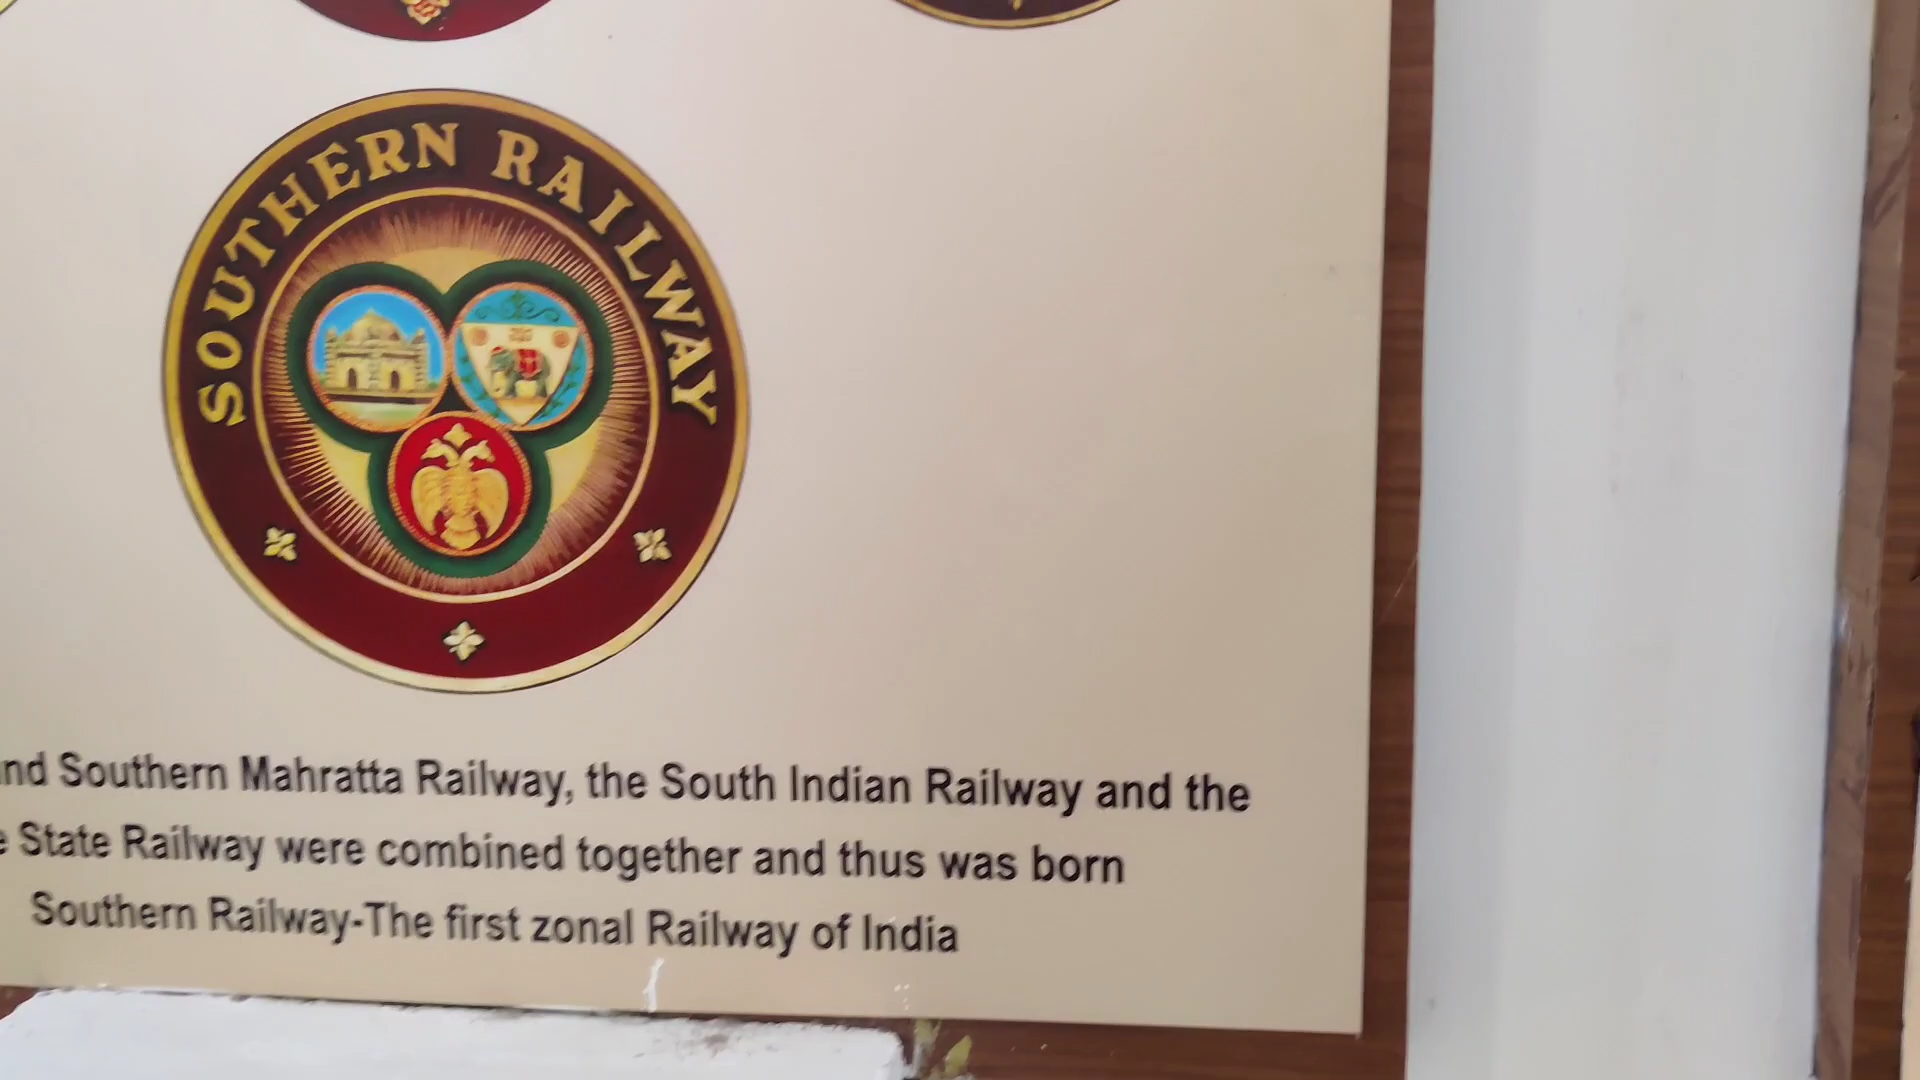 SOUTHERN RAILWAY
Southern Mahratta Railway, the South Indian Railway and the
State Railway were combined together and thus was born
Southern Railway-The first zonal Railway of India